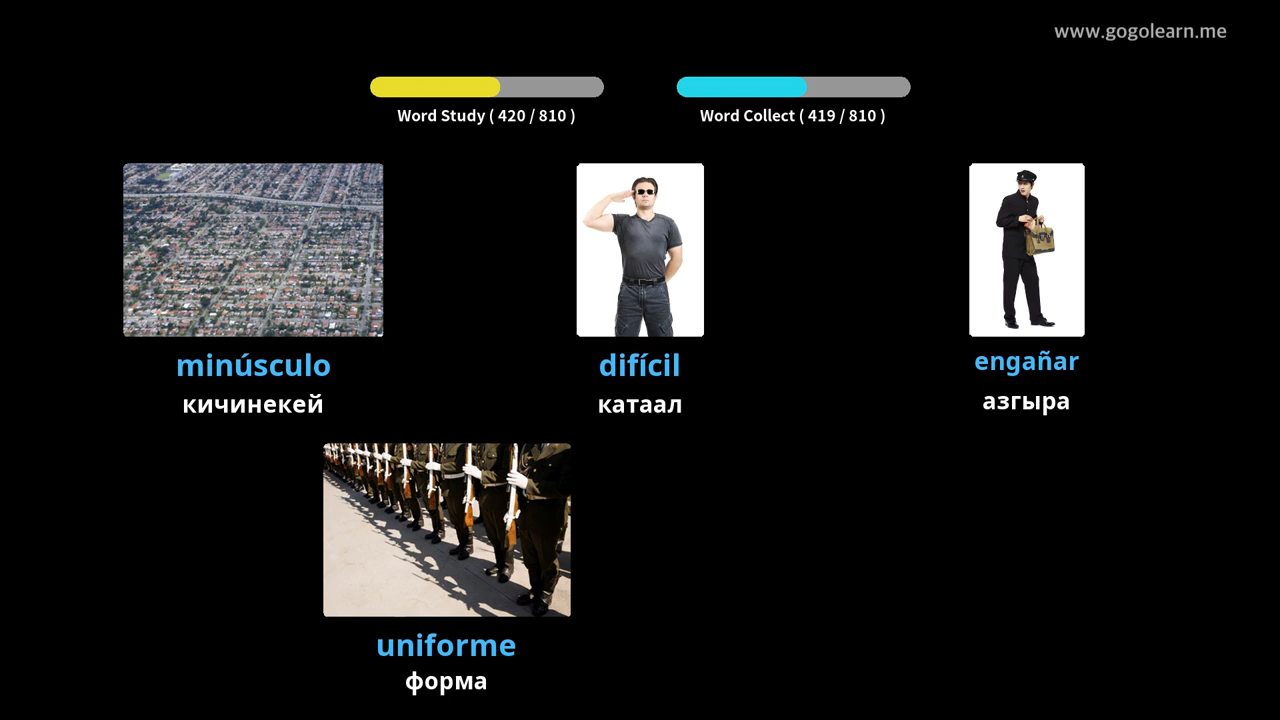 www.gogolearn.me
Word Study ( 420 / 810 )
Word Collect ( 419 / 810 )
minúsculo
кичинекей
difícil
катаал
engañar
азгыра
uniforme
форма